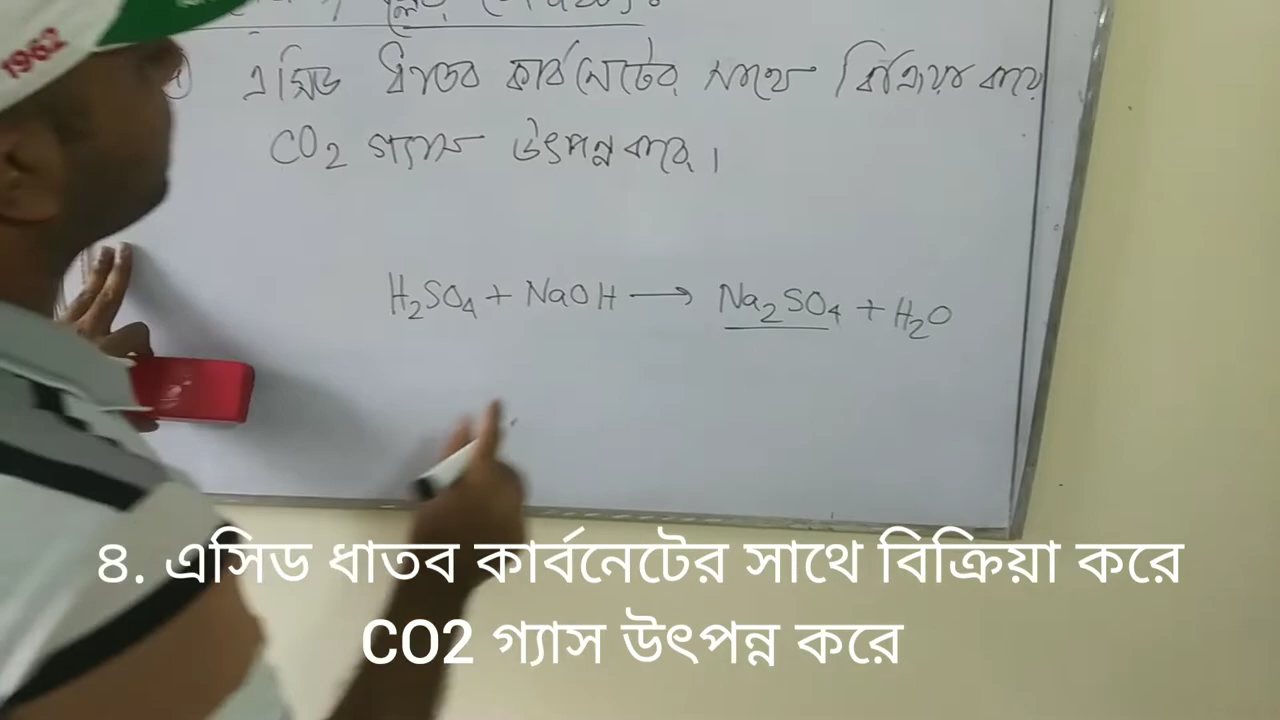 1962
এসিড ধাতব কার্বনেটের সাথে বিক্রিয়া করে
CO2 গ্যাস উৎপন্ন করে।
H2SO4 + NaOH → Na2SO4 + H2O
৪. এসিড ধাতব কার্বনেটের সাথে বিক্রিয়া করে
CO2 গ্যাস উৎপন্ন করে